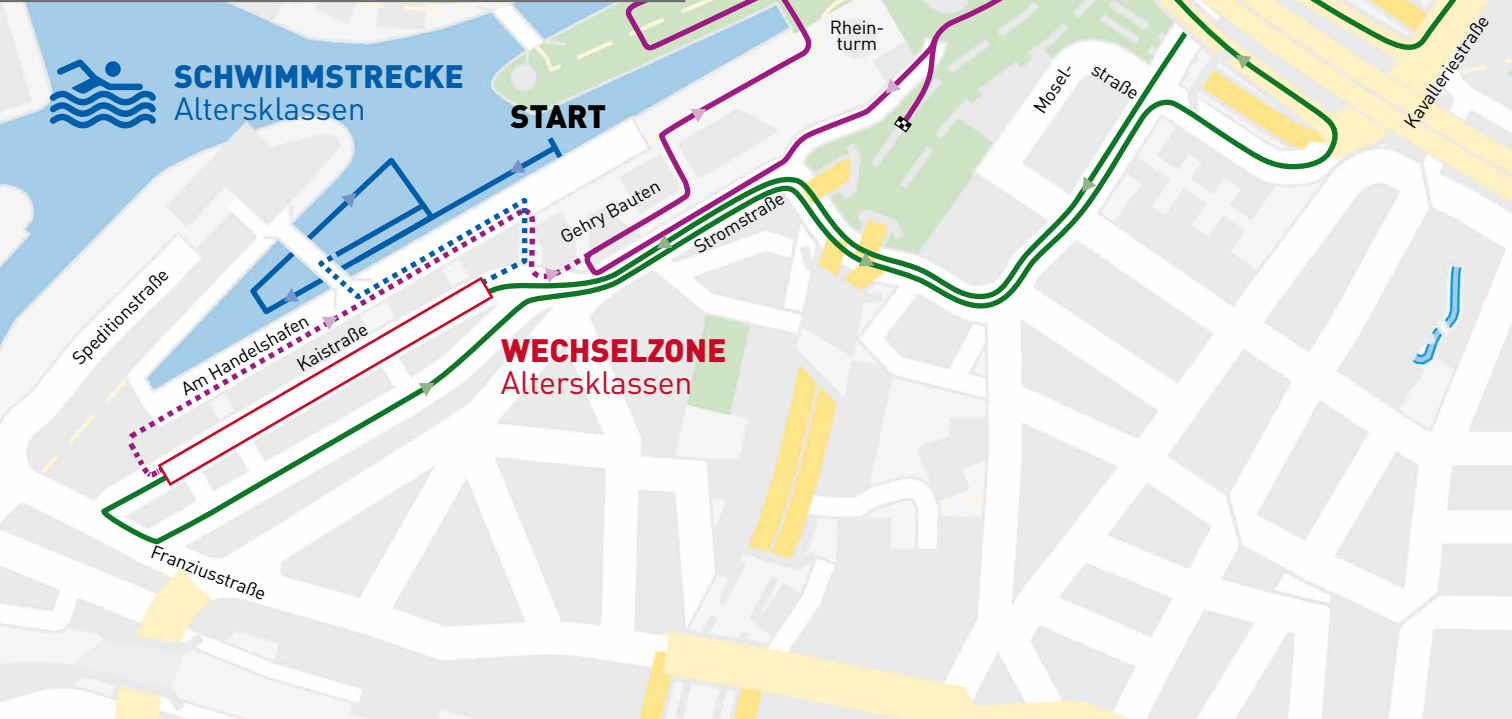 SCHWIMMSTRECKE
Altersklassen
START
Rhein-
turm
Mosel-
straße
Kavalleriestraße
Gehry Bauten
Stromstraße
Speditionstraße
Am Handelshafen
Kaistraße
WECHSELZONE
Altersklassen
Franziusstraße